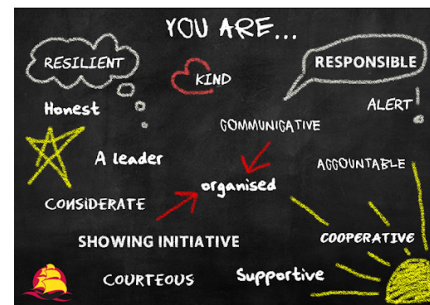 YOU ARE...
RESILIENT
KIND
RESPONSIBLE
Honest
ALERT!
COMMUNICATIVE
A leader
ACCOUNTABLE
organised
CONSIDERATE
SHOWING INITIATIVE
COOPERATIVE
COURTEOUS
Supportive